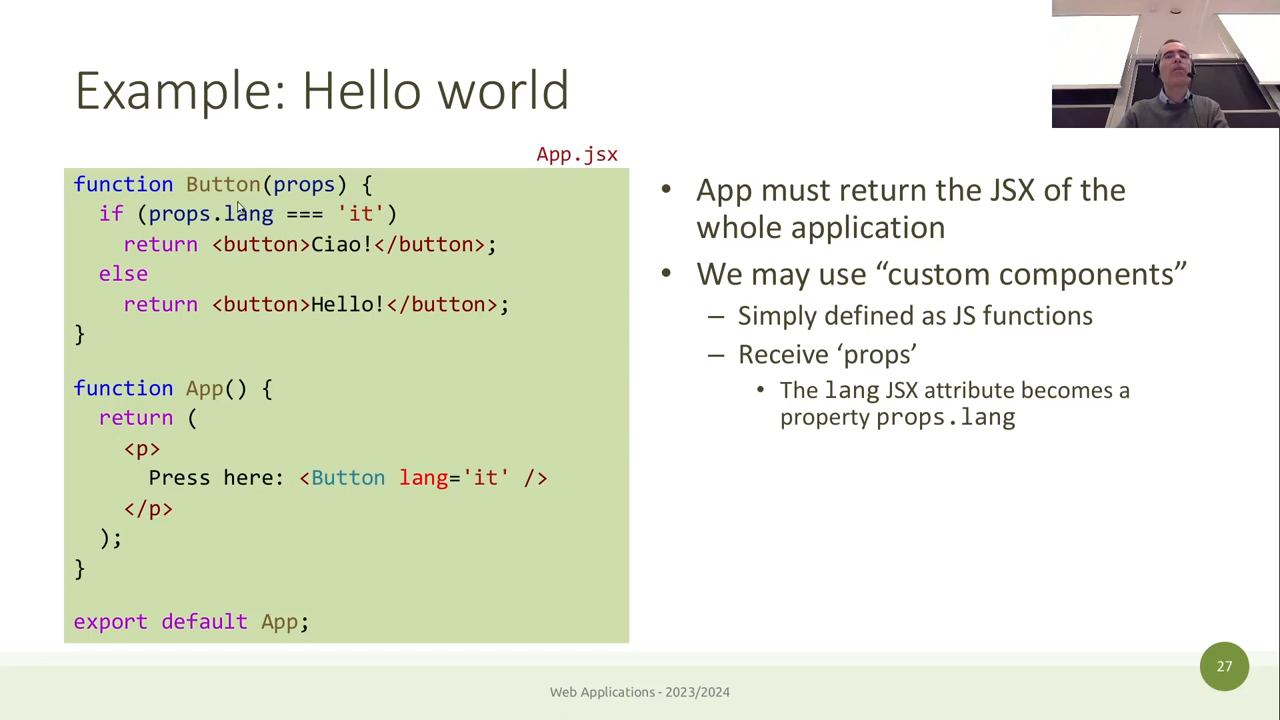 Example: Hello world
App.jsx
function Button(props) {
  if (props.lang === 'it')
    return <button>Ciao!</button>;
  else
    return <button>Hello!</button>;
}
function App() {
  return (
    <p>
      Press here: <Button lang='it' />
    </p>
  );
}
export default App;
• App must return the JSX of the
whole application
• We may use “custom components”
– Simply defined as JS functions
– Receive ‘props’
• The lang JSX attribute becomes a
property props.lang
27
Web Applications - 2023/2024